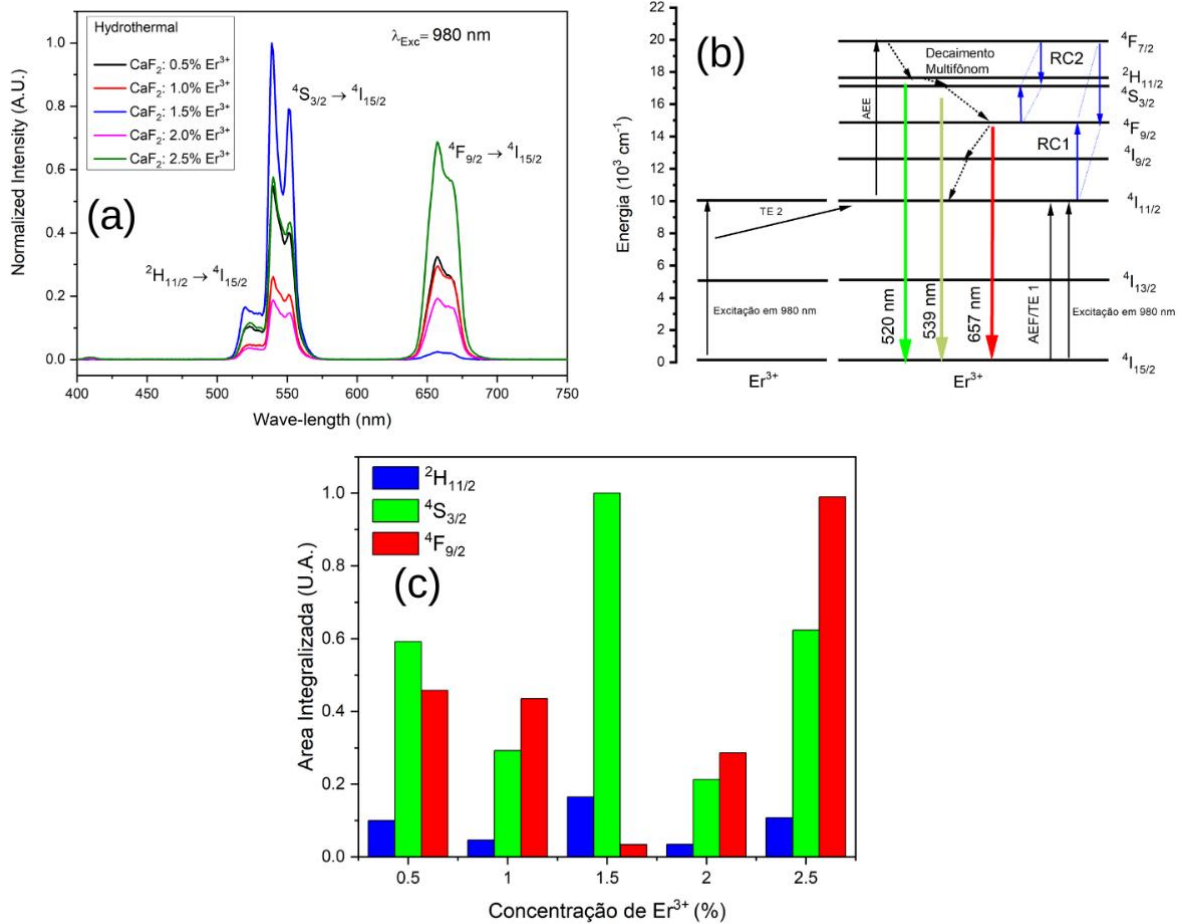 (a)
Hydrothermal
CaF₂: 0.5% Er³⁺
CaF₂: 1.0% Er³⁺
CaF₂: 1.5% Er³⁺
CaF₂: 2.0% Er³⁺
CaF₂: 2.5% Er³⁺
λExc= 980 nm
⁴S₃/₂ → ⁴I₁₅/₂
⁴F₉/₂ → ⁴I₁₅/₂
²H₁₁/₂ → ⁴I₁₅/₂
Normalized Intensity (A.U.)
1.0
0.8
0.6
0.4
0.2
0.0
400 450 500 550 600 650 700 750
Wave-length (nm)
(b)
Energia (10³ cm⁻¹)
22
20
18
16
14
12
10
8
6
4
2
0
Decaimento
Multifônom
AEE
RC2
RC1
TE 2
Excitação em 980 nm
520 nm
539 nm
657 nm
AEF/TE 1
Excitação em 980 nm
⁴F₇/₂
²H₁₁/₂
⁴S₃/₂
⁴F₉/₂
⁴I₉/₂
⁴I₁₁/₂
⁴I₁₃/₂
⁴I₁₅/₂
Er³⁺ Er³⁺
(c)
²H₁₁/₂
⁴S₃/₂
⁴F₉/₂
Area Integralizada (U.A.)
1.0
0.8
0.6
0.4
0.2
0.0
0.5 1 1.5 2 2.5
Concentração de Er³⁺ (%)